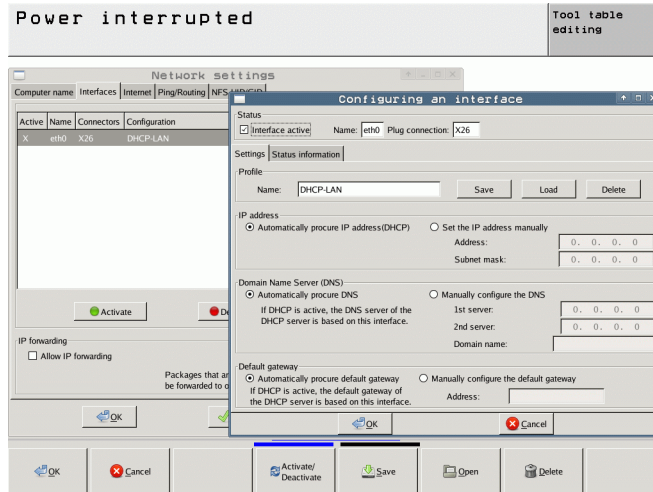 Power interrupted
Tool table
editing
Network settings
Computer name Interfaces Internet Ping/Routing NFS UID/GID
Active Name Connectors Configuration
X eth0 X26 DHCP-LAN
Activate
IP forwarding
Allow IP forwarding
Packages that
be forwarded to
OK
Configuring an interface
Status
Interface active Name: eth0 Plug connection: X26
Settings Status information
Profile
Name: DHCP-LAN Save Load Delete
IP address
Automatically procure IP address(DHCP) Set the IP address manually
Address: 0. 0. 0. 0
Subnet mask: 0. 0. 0. 0
Domain Name Server (DNS)
Automatically procure DNS Manually configure the DNS
If DHCP is active, the DNS server of the 1st server: 0. 0. 0. 0
DHCP server is based on this interface. 2nd server: 0. 0. 0. 0
Domain name:
Default gateway
Automatically procure default gateway Manually configure the default gateway
If DHCP is active, the default gateway of Address:
the DHCP server is based on this interface.
OK Cancel
OK Cancel Activate/ Save Open Delete
Deactivate